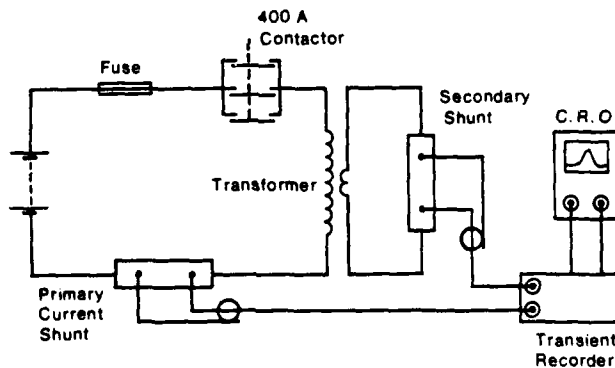 400 A
Contactor
Fuse
Secondary
Shunt
C.R.O
Transformer
Primary
Current
Shunt
Transient
Recorder